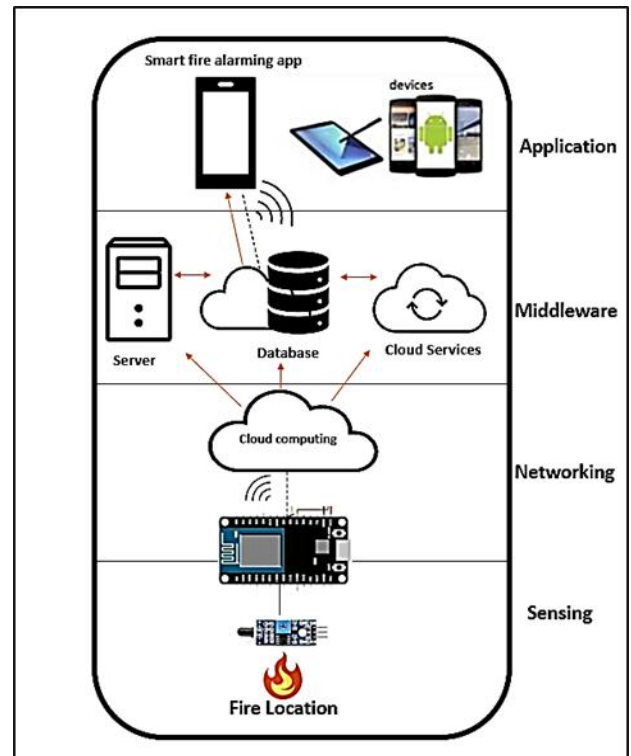 Smart fire alarming app
devices
Application
Server
Database
Cloud Services
Middleware
Cloud computing
Networking
Sensing
Fire Location